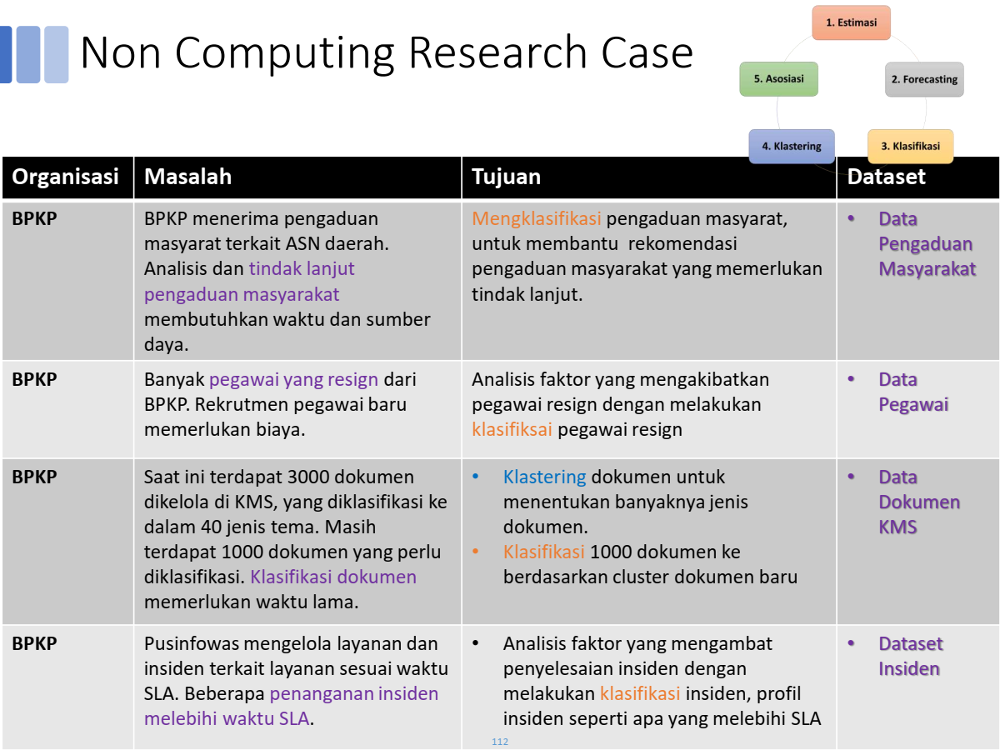 Non Computing Research Case
1. Estimasi
2. Forecasting
3. Klasifikasi
4. Klastering
5. Asosiasi
Organisasi
Masalah
Tujuan
Dataset
BPKP
BPKP menerima pengaduan
masyarat terkait ASN daerah.
Analisis dan tindak lanjut
pengaduan masyarakat
membutuhkan waktu dan sumber
daya.
Mengklasifikasi pengaduan masyarat,
untuk membantu rekomendasi
pengaduan masyarakat yang memerlukan
tindak lanjut.
• Data
Pengaduan
Masyarakat
BPKP
Banyak pegawai yang resign dari
BPKP. Rekrutmen pegawai baru
memerlukan biaya.
Analisis faktor yang mengakibatkan
pegawai resign dengan melakukan
klasifiksai pegawai resign
• Data
Pegawai
BPKP
Saat ini terdapat 3000 dokumen
dikelola di KMS, yang diklasifikasi ke
dalam 40 jenis tema. Masih
terdapat 1000 dokumen yang perlu
diklasifikasi. Klasifikasi dokumen
memerlukan waktu lama.
• Klastering dokumen untuk
menentukan banyaknya jenis
dokumen.
• Klasifikasi 1000 dokumen ke
berdasarkan cluster dokumen baru
• Data
Dokumen
KMS
BPKP
Pusinfowas mengelola layanan dan
insiden terkait layanan sesuai waktu
SLA. Beberapa penanganan insiden
melebihi waktu SLA.
• Analisis faktor yang mengambat
penyelesaian insiden dengan
melakukan klasifikasi insiden, profil
insiden seperti apa yang melebihi SLA
• Dataset
Insiden
112